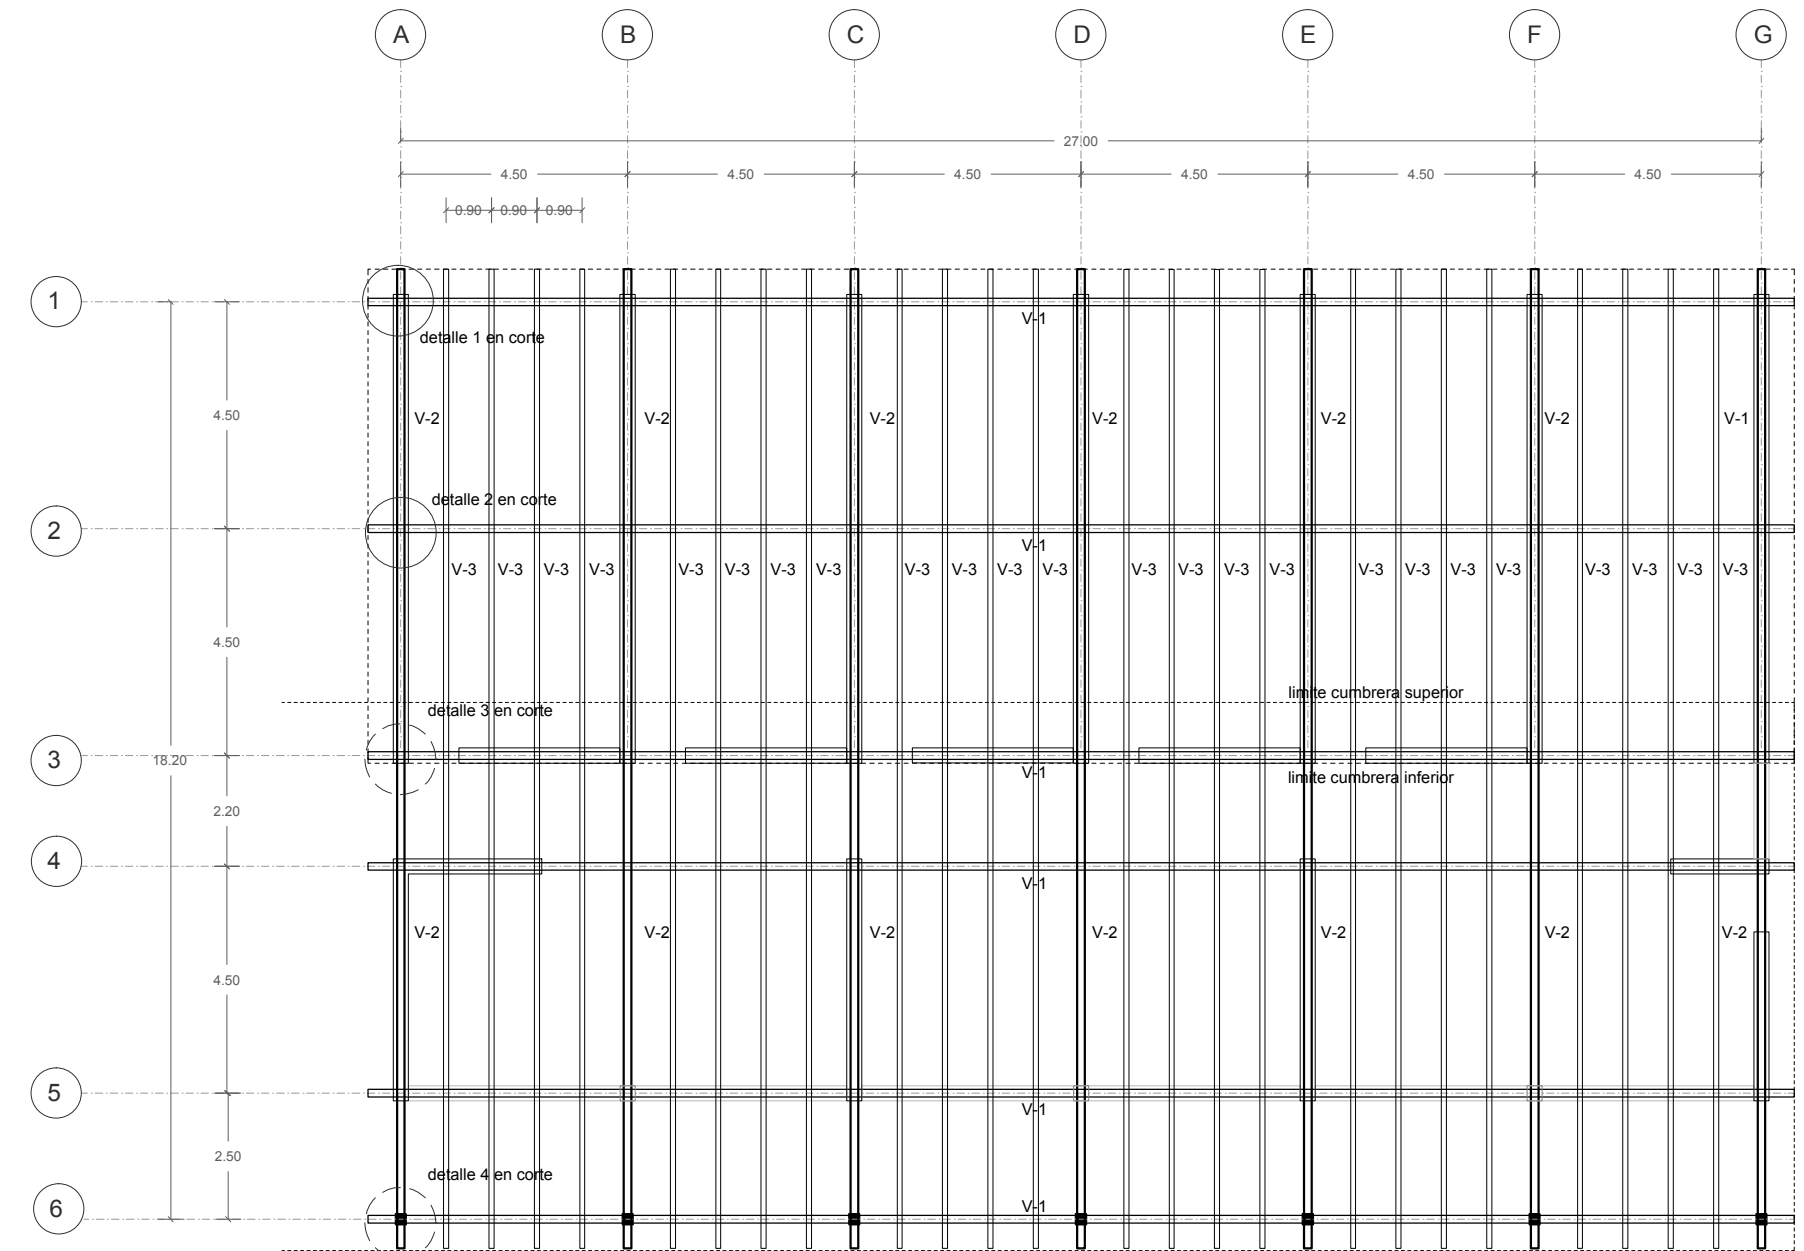 A B C D E F G
27.00
4.50 4.50 4.50 4.50 4.50 4.50
0.90 0.90 0.90
1
V-1
detalle 1 en corte
4.50
V-2 V-2 V-2 V-2 V-2 V-2 V-1
detalle 2 en corte
2
V-1
V-3 V-3 V-3 V-3 V-3 V-3 V-3 V-3 V-3 V-3 V-3 V-3 V-3 V-3 V-3 V-3 V-3 V-3 V-3 V-3 V-3 V-3 V-3 V-3
4.50
limite cumbrera superior
detalle 3 en corte
3
18.20
V-1
limite cumbrera inferior
2.20
4
V-1
V-2 V-2 V-2 V-2 V-2 V-2 V-2
4.50
5
V-1
2.50
detalle 4 en corte
6
V-1